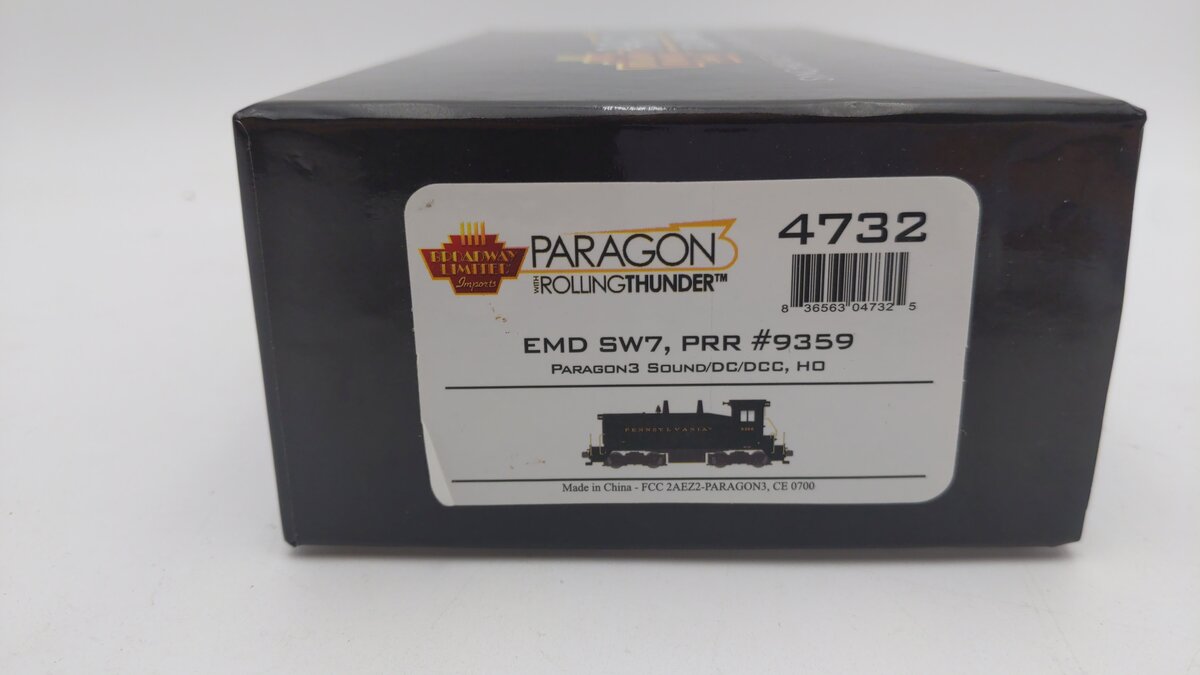 BROADWAY
LIMITED
Imports
PARAGON3
WITH ROLLINGTHUNDER™
4732
8 36563 04732 5
EMD SW7, PRR #9359
PARAGON3 SOUND/DC/DCC, HO
PENNSYLVANIA
9359
Made in China - FCC 2AEZ2-PARAGON3, CE 0700